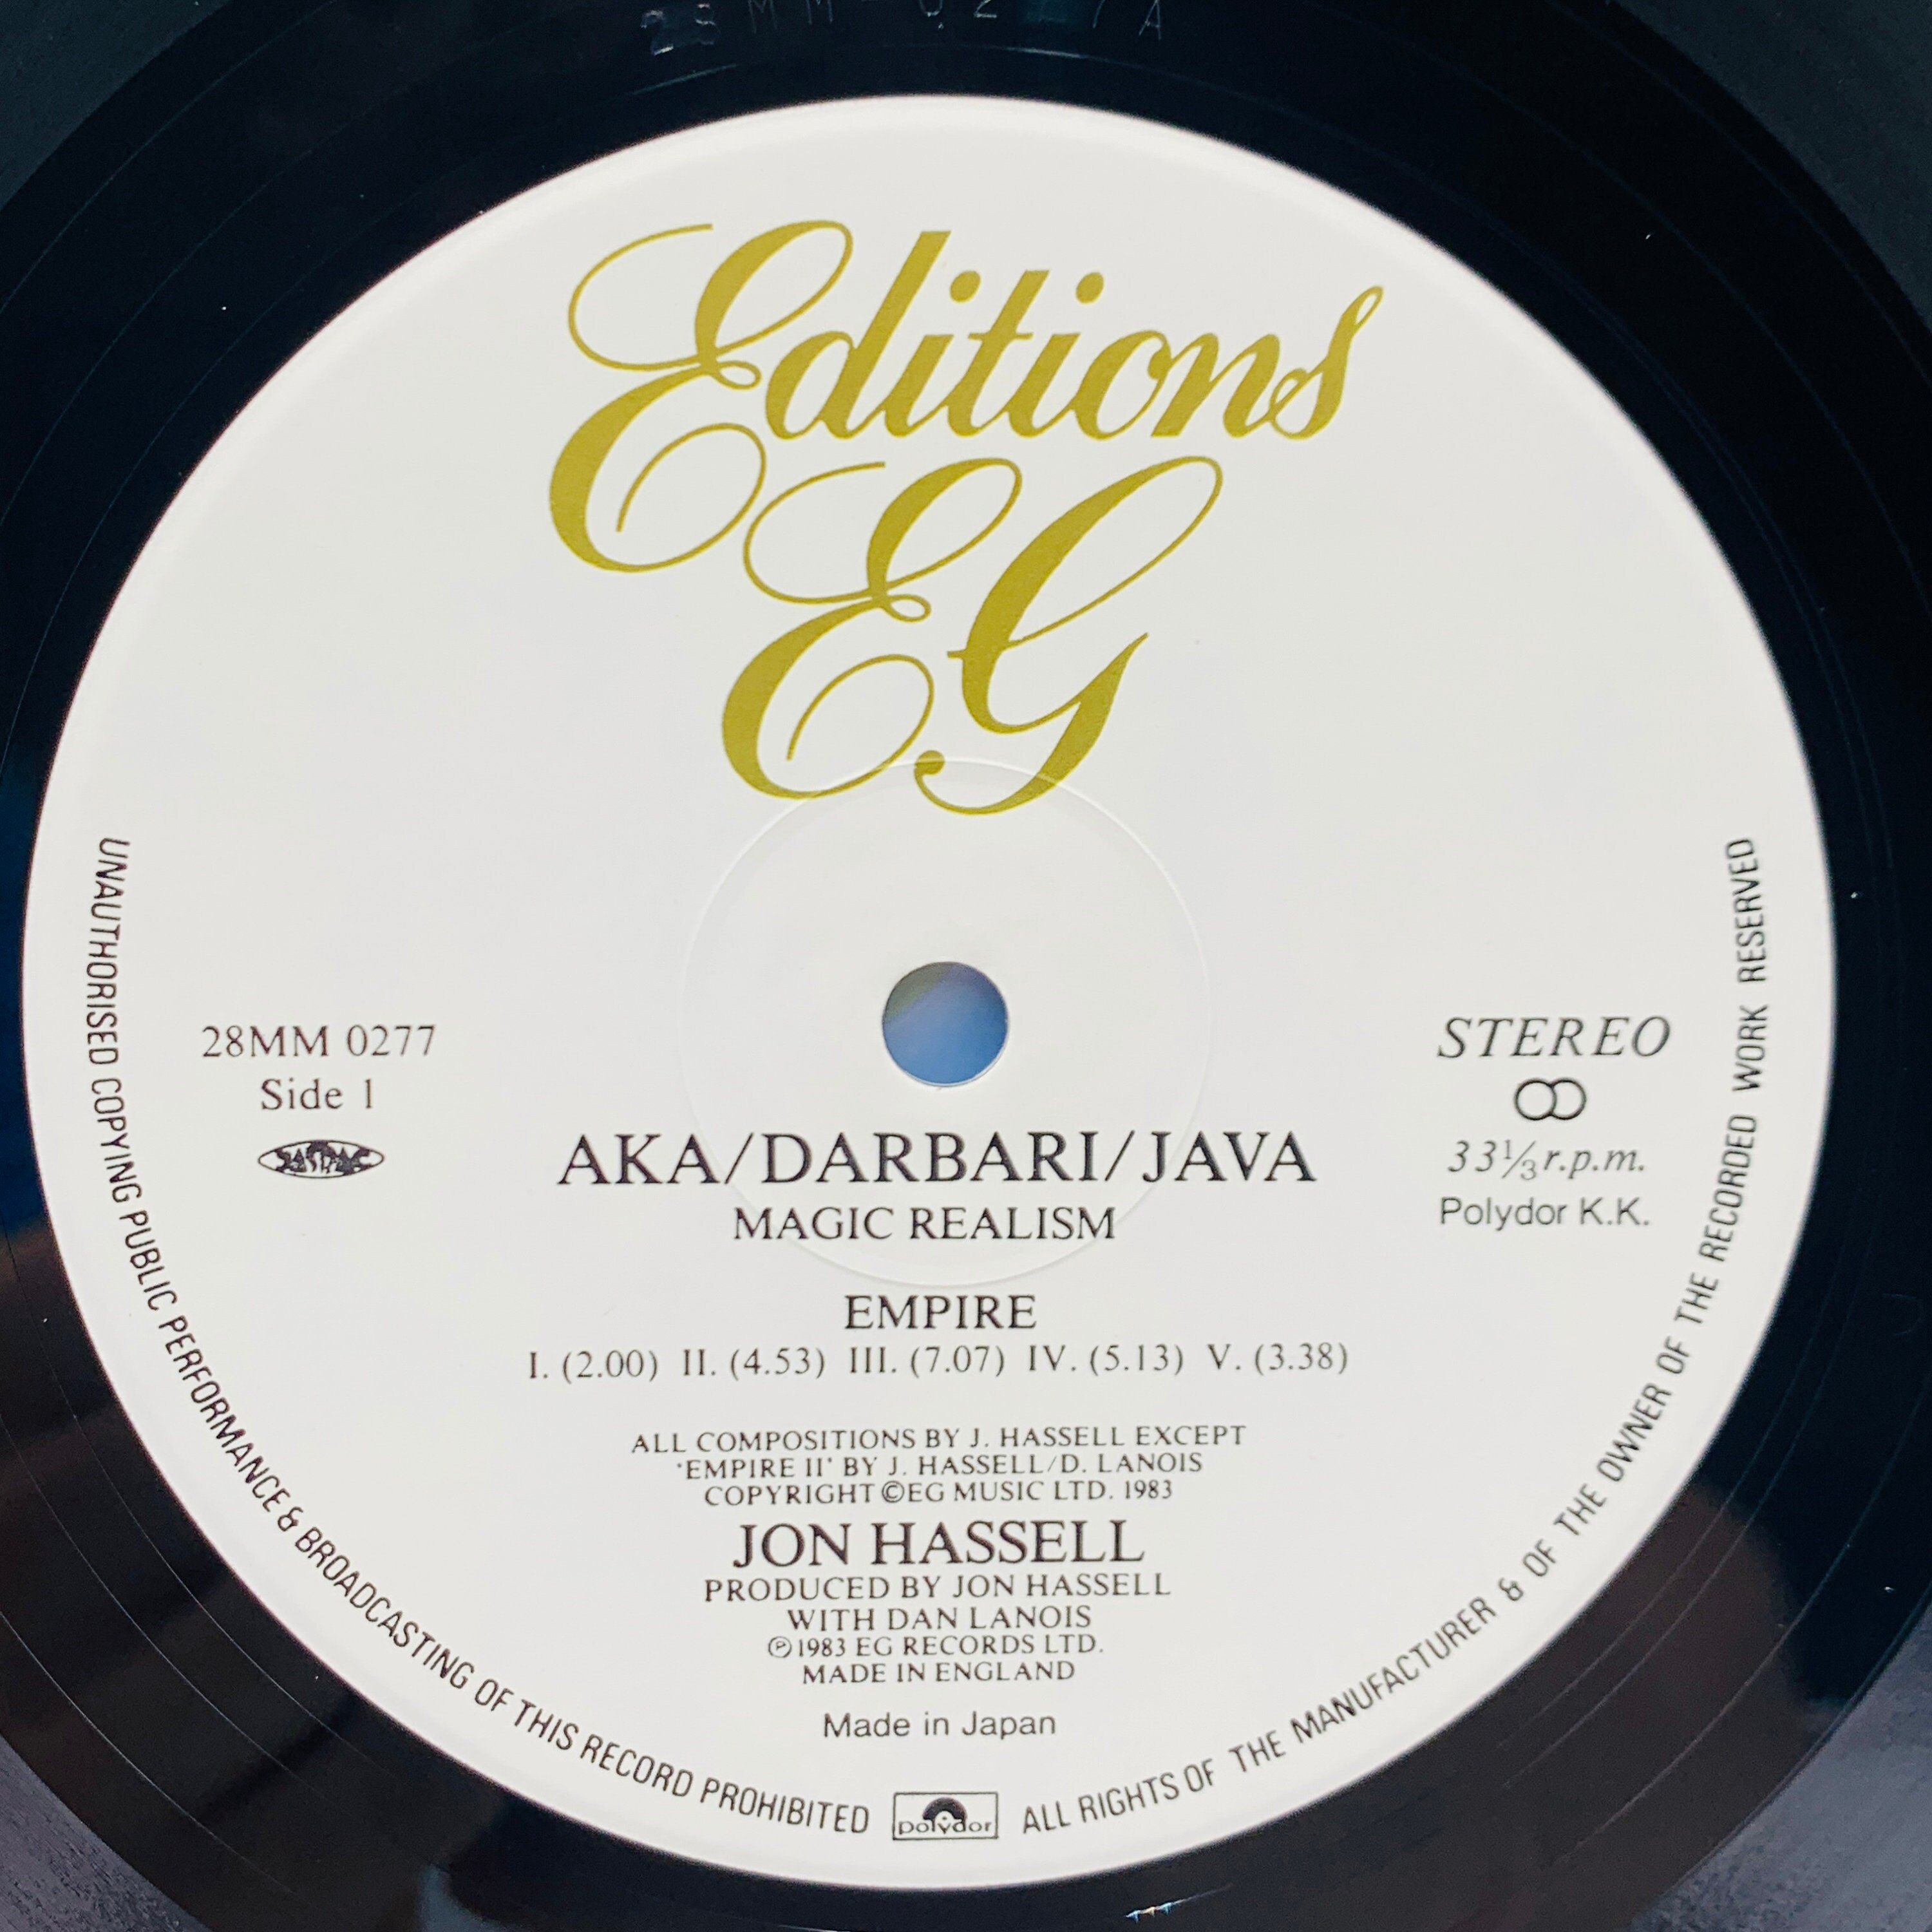 Editions
EG
28MM 0277
Side 1
JASRAC
STEREO
33⅓ r.p.m.
Polydor K.K.
AKA/DARBARI/JAVA
MAGIC REALISM
EMPIRE
I. (2.00) II. (4.53) III. (7.07) IV. (5.13) V. (3.38)
ALL COMPOSITIONS BY J. HASSELL EXCEPT
'EMPIRE II' BY J. HASSELL/D. LANOIS
COPYRIGHT ©EG MUSIC LTD. 1983
JON HASSELL
PRODUCED BY JON HASSELL
WITH DAN LANOIS
℗1983 EG RECORDS LTD.
MADE IN ENGLAND
Made in Japan
UNAUTHORISED COPYING PUBLIC PERFORMANCE & BROADCASTING OF THIS RECORD PROHIBITED
polydor
ALL RIGHTS OF THE MANUFACTURER & OF THE OWNER OF THE RECORDED WORK RESERVED